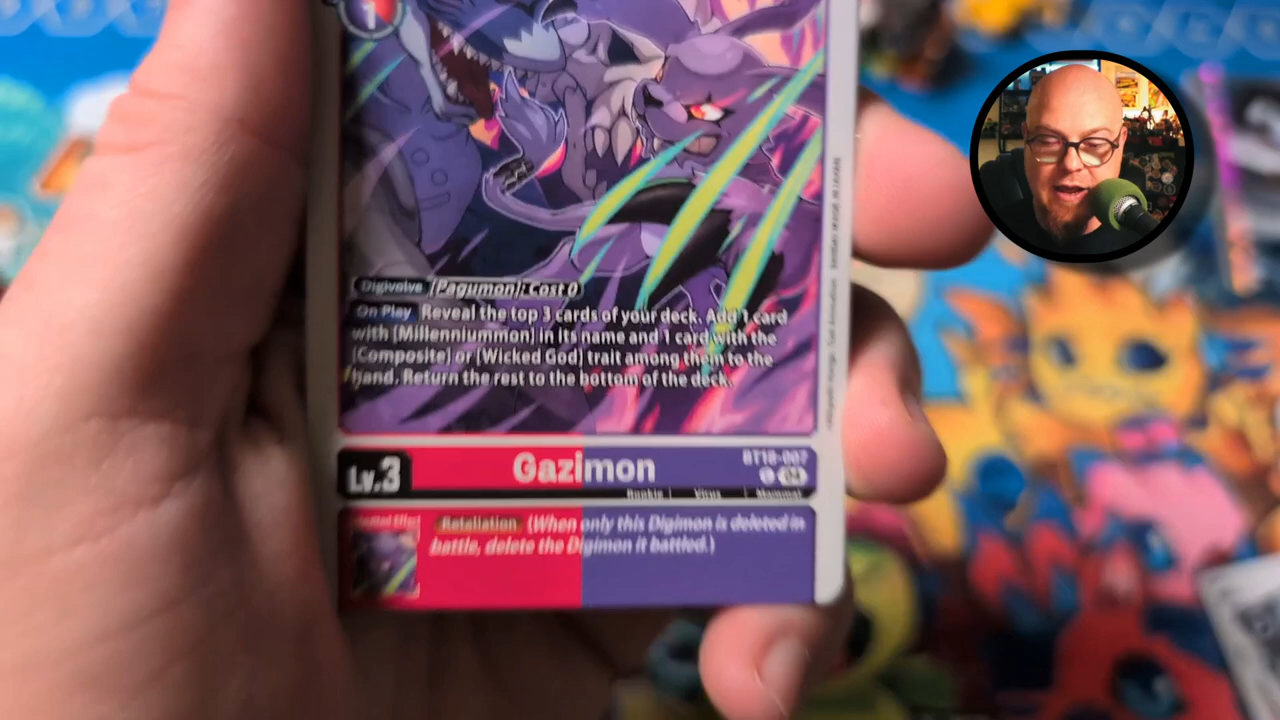 1
Digivolve [Pagumon]: Cost 0
On Play Reveal the top 3 cards of your deck. Add 1 card
with [Millenniummon] in its name and 1 card with the
[Composite] or [Wicked God] trait among them to the
hand. Return the rest to the bottom of the deck.
Lv.3
Gazimon
BT18-007
Rookie Virus Mammal
Retaliation (When only this Digimon is deleted in
battle, delete the Digimon it battled.)